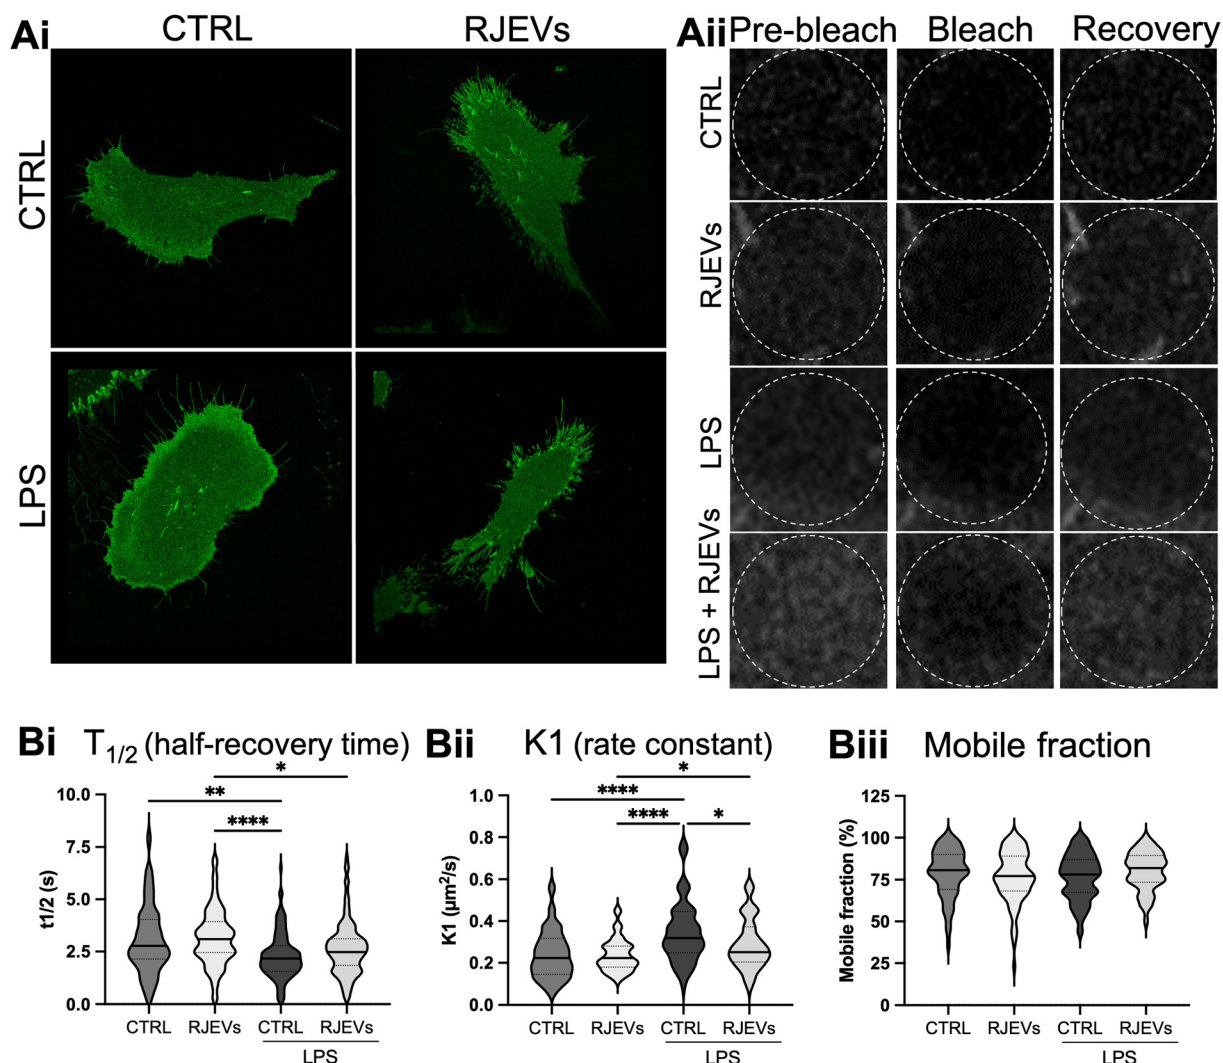 Ai CTRL RJEVs
CTRL
LPS
Aii Pre-bleach Bleach Recovery
CTRL
RJEVs
LPS
LPS + RJEVs
Bi T1/2 (half-recovery time)
*
**
****
10.0
7.5
5.0
2.5
0.0
t1/2 (s)
CTRL RJEVs CTRL RJEVs
LPS
Bii K1 (rate constant)
*
****
**** *
1.0
0.8
0.6
0.4
0.2
0.0
K1 (μm²/s)
CTRL RJEVs CTRL RJEVs
LPS
Biii Mobile fraction
125
100
75
50
25
0
Mobile fraction (%)
CTRL RJEVs CTRL RJEVs
LPS